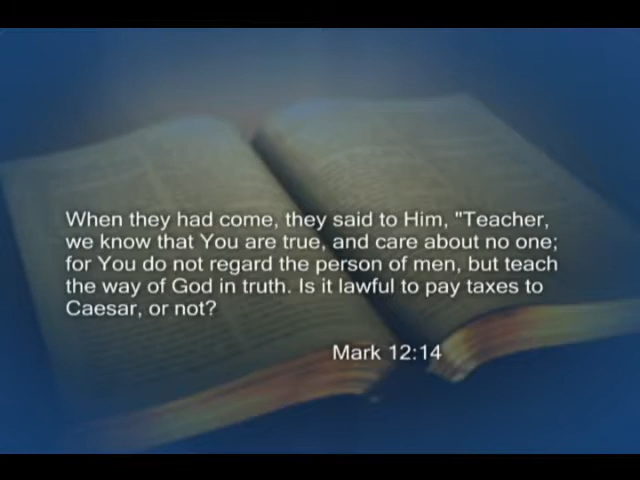 When they had come, they said to Him, "Teacher,
we know that You are true, and care about no one;
for You do not regard the person of men, but teach
the way of God in truth. Is it lawful to pay taxes to
Caesar, or not?
Mark 12:14